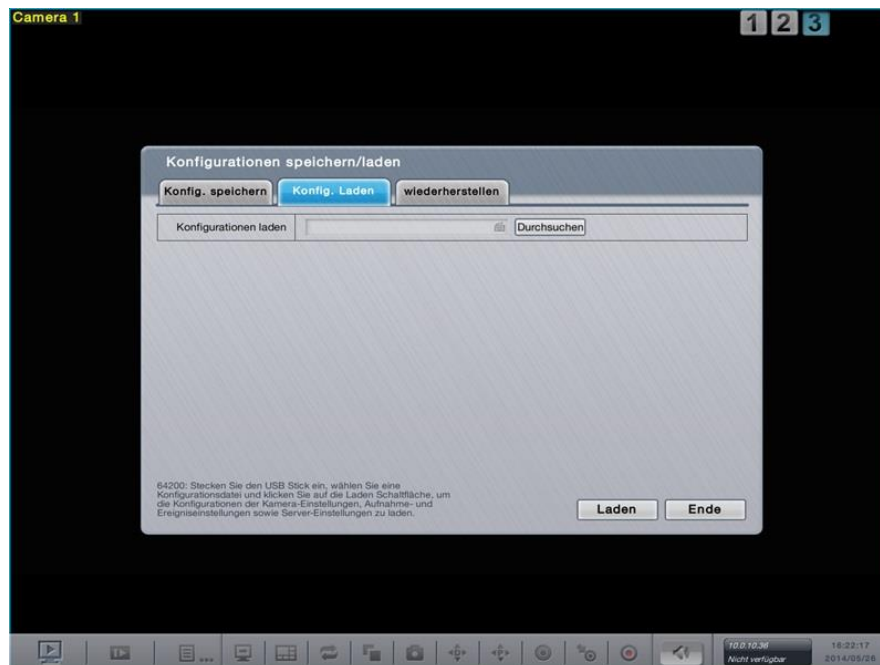 Camera 1
1 2 3
Konfigurationen speichern/laden
Konfig. speichern Konfig. Laden wiederherstellen
Konfigurationen laden Durchsuchen
64200: Stecken Sie den USB Stick ein, wählen Sie eine
Konfigurationsdatei und klicken Sie auf die Laden Schaltfläche, um
die Konfigurationen der Kamera-Einstellungen, Aufnahme- und
Ereigniseinstellungen sowie Server-Einstellungen zu laden.
Laden Ende
10.0.10.36
Nicht verfügbar
16:22:17
2014/05/26